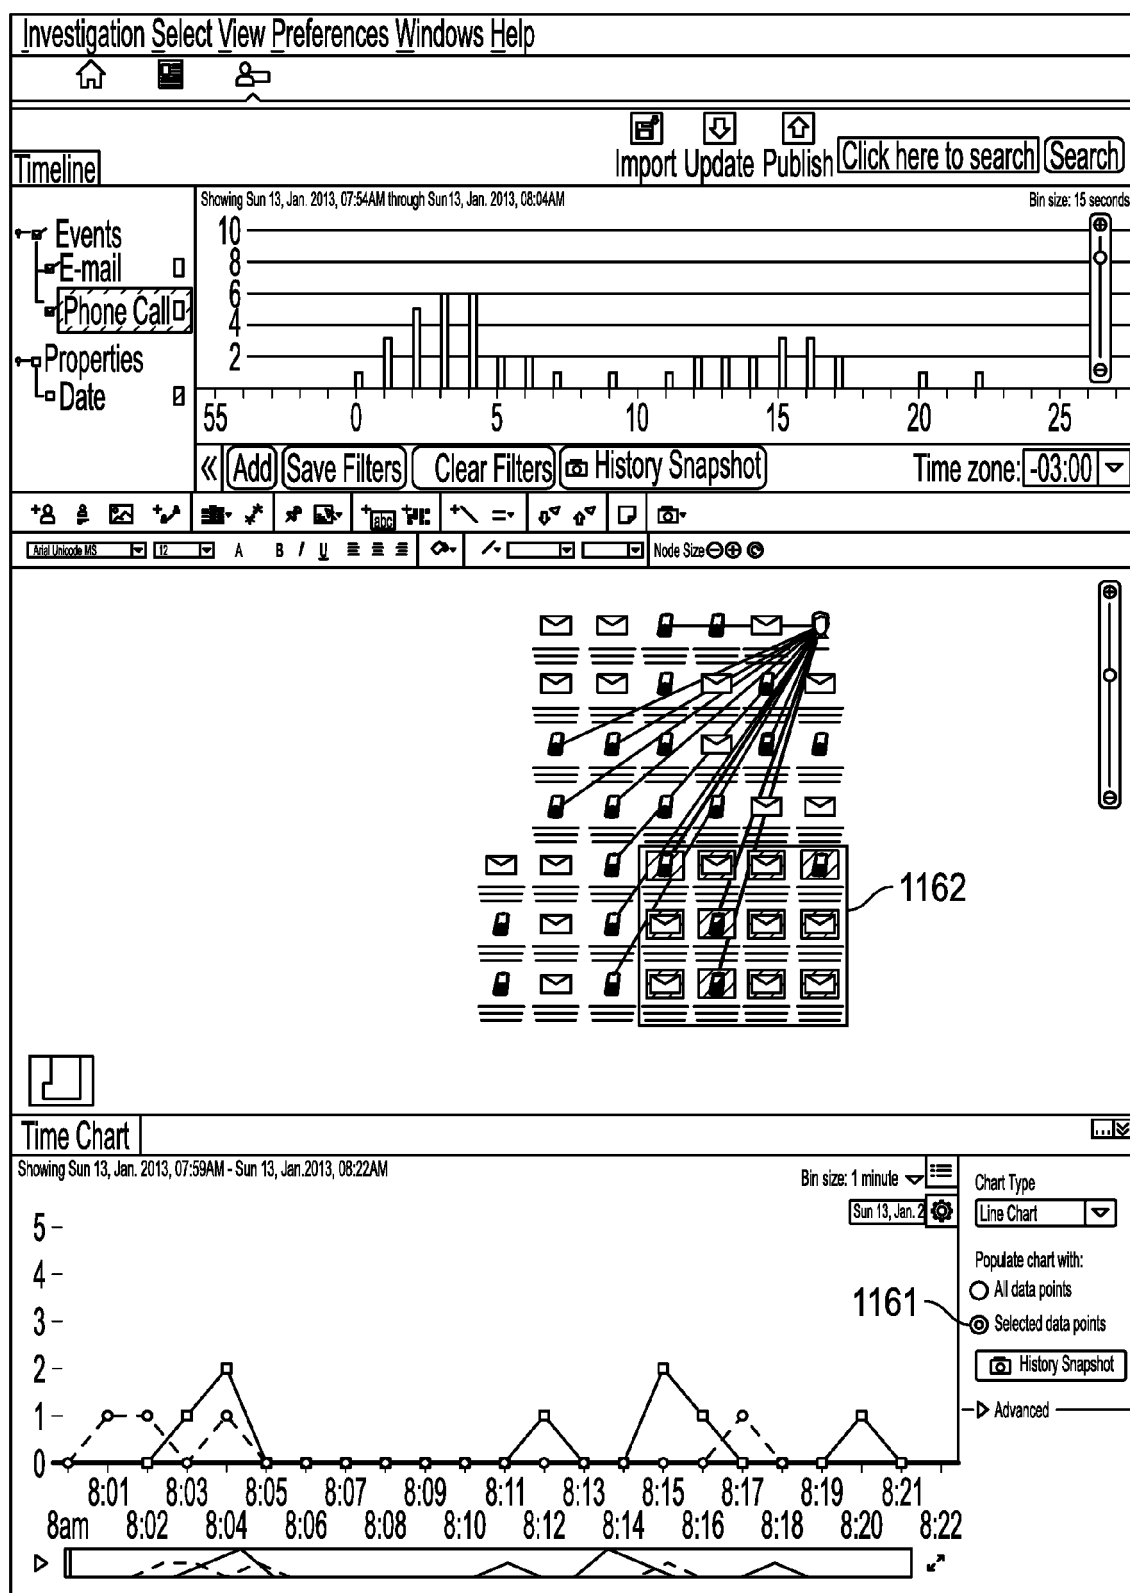 Investigation Select View Preferences Windows Help
Import Update Publish Click here to search Search
Timeline
Showing Sun 13, Jan. 2013, 07:54AM through Sun 13, Jan. 2013, 08:04AM Bin size: 15 seconds
Events
E-mail
Phone Call
Properties
Date
10
8
6
4
2
55 0 5 10 15 20 25
Add Save Filters Clear Filters History Snapshot Time zone: -03:00
abc
Arial Unicode MS 12 A B I U Node Size
1162
Time Chart
...
Showing Sun 13, Jan. 2013, 07:59AM - Sun 13, Jan.2013, 08:22AM
Bin size: 1 minute
Sun 13, Jan. 2
Chart Type
Line Chart
Populate chart with:
All data points
1161
Selected data points
History Snapshot
Advanced
5
4
3
2
1
0
8:01 8:03 8:05 8:07 8:09 8:11 8:13 8:15 8:17 8:19 8:21
8am 8:02 8:04 8:06 8:08 8:10 8:12 8:14 8:16 8:18 8:20 8:22